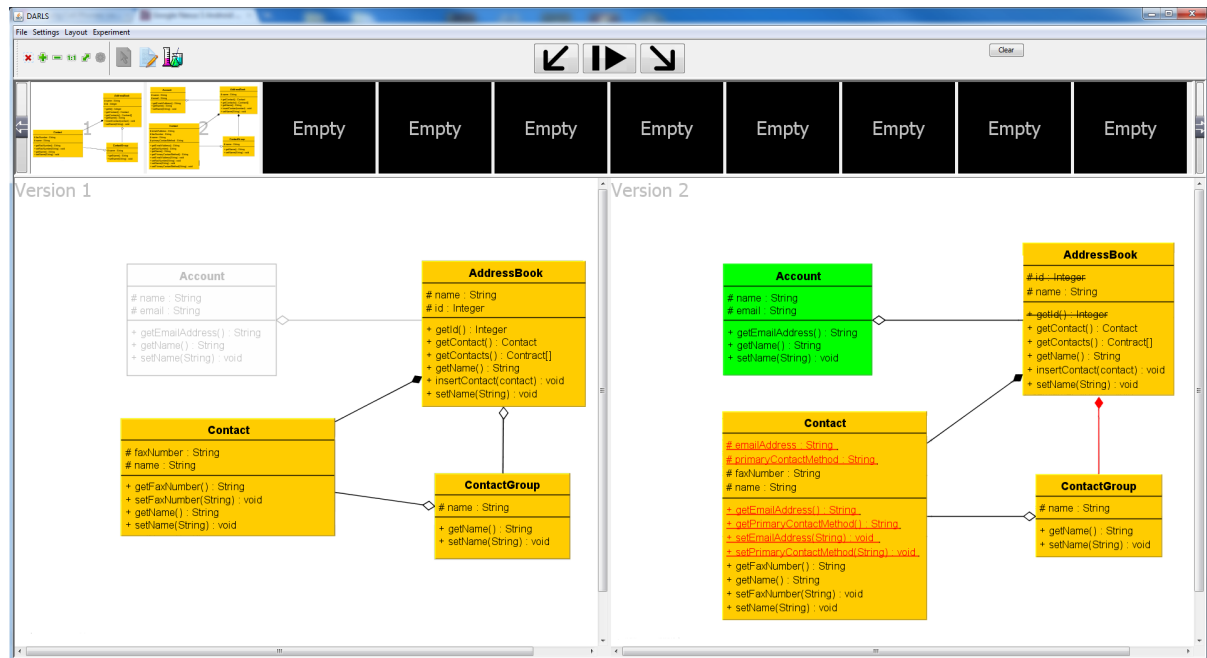 DARLS
File Settings Layout Experiment
1:1
Clear
1
2
Empty
Empty
Empty
Empty
Empty
Empty
Empty
Empty
Version 1
Account
# name : String
# email : String
+ getEmailAddress() : String
+ getName() : String
+ setName(String) : void
AddressBook
# name : String
# id : Integer
+ getId() : Integer
+ getContact() : Contact
+ getContacts() : Contract[]
+ getName() : String
+ insertContact(contact) : void
+ setName(String) : void
Contact
# faxNumber : String
# name : String
+ getFaxNumber() : String
+ setFaxNumber(String) : void
+ getName() : String
+ setName(String) : void
ContactGroup
# name : String
+ getName() : String
+ setName(String) : void
Version 2
Account
# name : String
# email : String
+ getEmailAddress() : String
+ getName() : String
+ setName(String) : void
AddressBook
# id : Integer
# name : String
+ getId() : Integer
+ getContact() : Contact
+ getContacts() : Contract[]
+ getName() : String
+ insertContact(contact) : void
+ setName(String) : void
Contact
# emailAddress : String
# primaryContactMethod : String
# faxNumber : String
# name : String
+ getEmailAddress() : String
+ getPrimaryContactMethod() : String
+ setEmailAddress(String) : void
+ setPrimaryContactMethod(String) : void
+ getFaxNumber() : String
+ getName() : String
+ setFaxNumber(String) : void
+ setName(String) : void
ContactGroup
# name : String
+ getName() : String
+ setName(String) : void